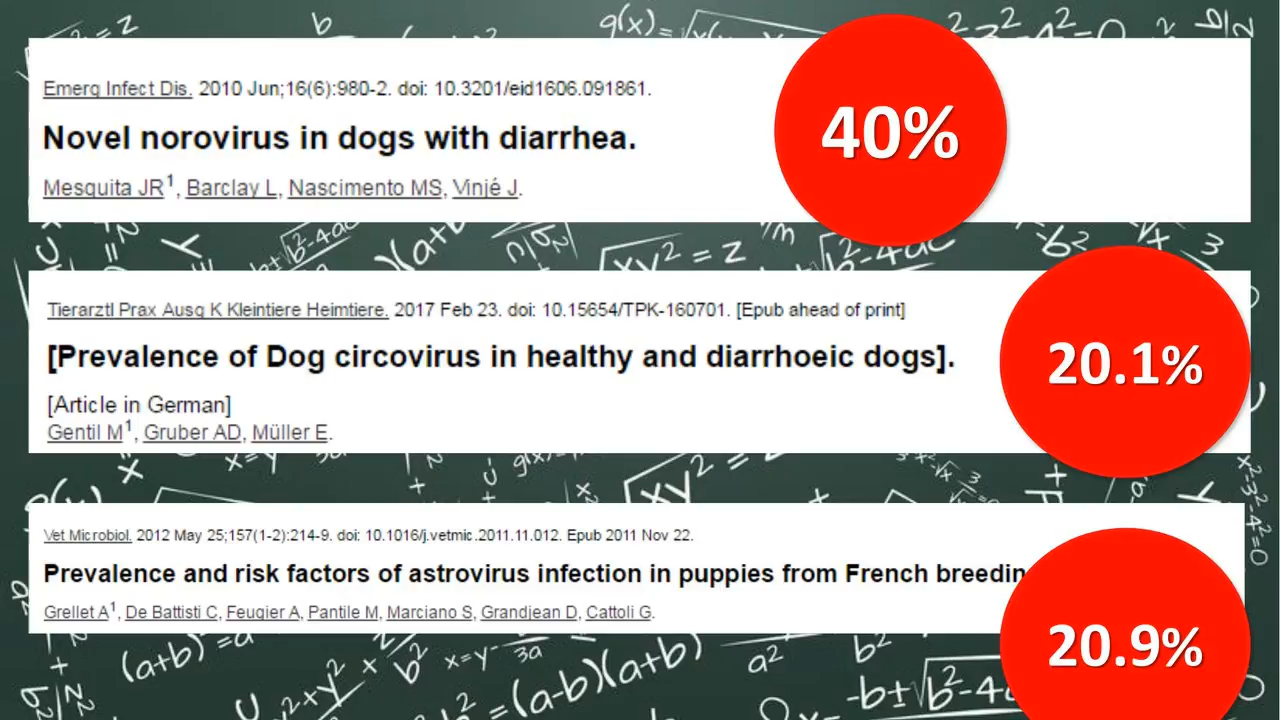 Emerg Infect Dis. 2010 Jun;16(6):980-2. doi: 10.3201/eid1606.091861.
Novel norovirus in dogs with diarrhea.
Mesquita JR1, Barclay L, Nascimento MS, Vinjé J.
40%
Tierarztl Prax Ausg K Kleintiere Heimtiere. 2017 Feb 23. doi: 10.15654/TPK-160701. [Epub ahead of print]
[Prevalence of Dog circovirus in healthy and diarrhoeic dogs].
[Article in German]
Gentil M1, Gruber AD, Müller E.
20.1%
Vet Microbiol. 2012 May 25;157(1-2):214-9. doi: 10.1016/j.vetmic.2011.11.012. Epub 2011 Nov 22.
Prevalence and risk factors of astrovirus infection in puppies from French breedin
Grellet A1, De Battisti C, Feugier A, Pantile M, Marciano S, Grandjean D, Cattoli G.
20.9%